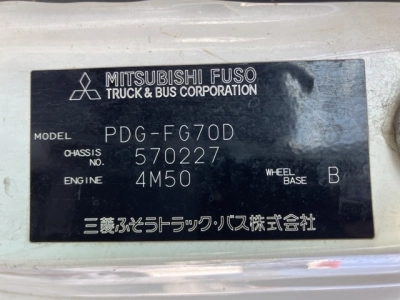 MITSUBISHI FUSO
TRUCK & BUS CORPORATION
MODEL PDG-FG70D
CHASSIS NO. 570227
ENGINE 4M50 WHEEL BASE B
三菱ふそうトラック・バス株式会社